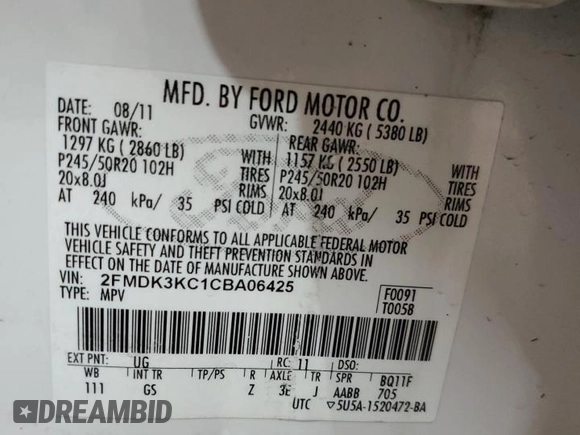 MFD. BY FORD MOTOR CO.
DATE: 08/11 GVWR: 2440 KG ( 5380 LB)
FRONT GAWR: REAR GAWR:
1297 KG ( 2860 LB) WITH 1157 KG ( 2550 LB) WITH
P245/50R20 102H TIRES P245/50R20 102H TIRES
20x8.0J RIMS 20x8.0J RIMS
AT 240 kPa/ 35 PSI COLD AT 240 kPa/ 35 PSI COLD
THIS VEHICLE CONFORMS TO ALL APPLICABLE FEDERAL MOTOR
VEHICLE SAFETY AND THEFT PREVENTION STANDARDS IN
EFFECT ON THE DATE OF MANUFACTURE SHOWN ABOVE.
VIN: 2FMDK3KC1CBA06425 F0091
TYPE: MPV T0058
EXT PNT: UG RC: 11 DSO:
WB INT TR TP/PS R AXLE TR SPR BQ11F
111 GS Z 3E J AABB 705
UTC 5U5A-1520472-BA
DREAMBID